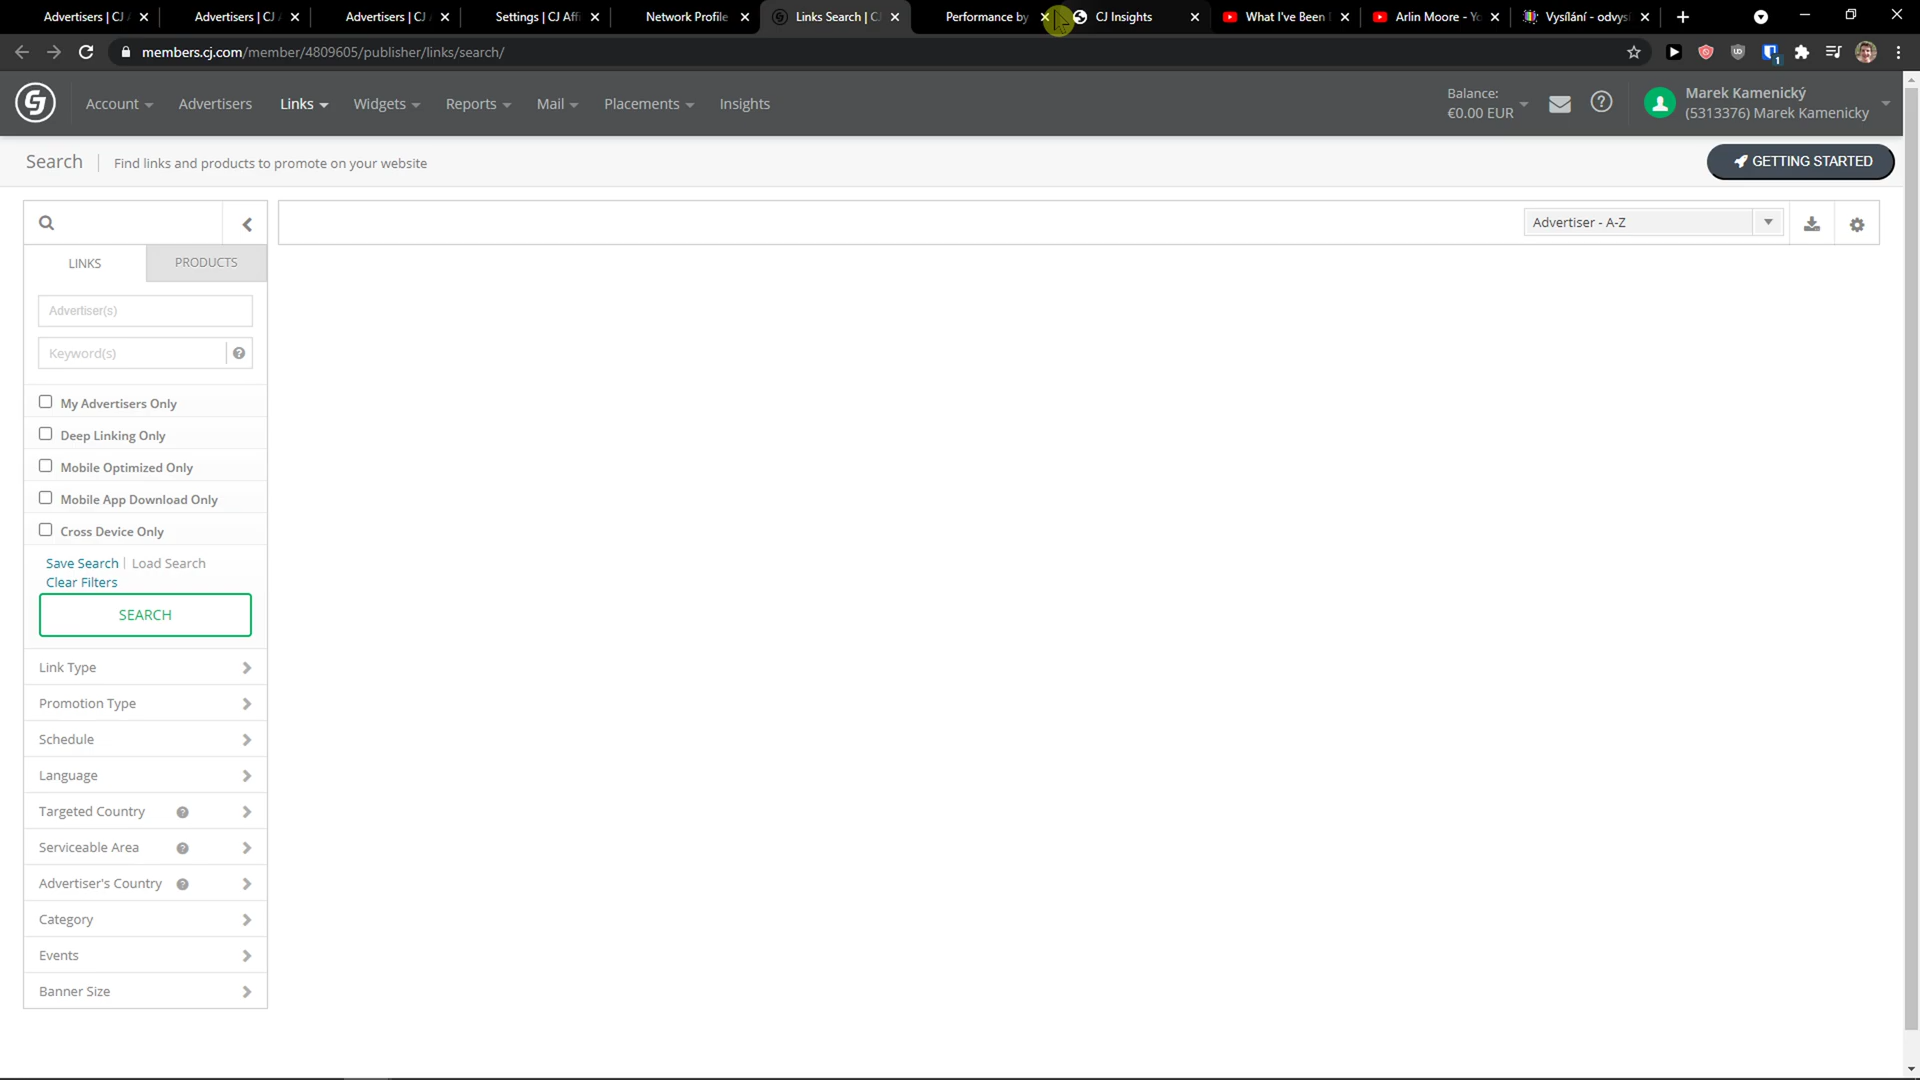 Advertisers | CJ
Advertisers | CJ
Advertisers | CJ
Settings | CJ Affi
Network Profile
Links Search | C
Performance by
CJ Insights
What I've Been
Arlin Moore - Yo
Vysílání - odvys
members.cj.com/member/4809605/publisher/links/search/
1
Account
Advertisers
Links
Widgets
Reports
Mail
Placements
Insights
Balance:
€0.00 EUR
Marek Kamenický
(5313376) Marek Kamenicky
Search
Find links and products to promote on your website
GETTING STARTED
Advertiser - A-Z
LINKS
PRODUCTS
Advertiser(s)
Keyword(s)
My Advertisers Only
Deep Linking Only
Mobile Optimized Only
Mobile App Download Only
Cross Device Only
Save Search | Load Search
Clear Filters
SEARCH
Link Type
Promotion Type
Schedule
Language
Targeted Country
Serviceable Area
Advertiser's Country
Category
Events
Banner Size